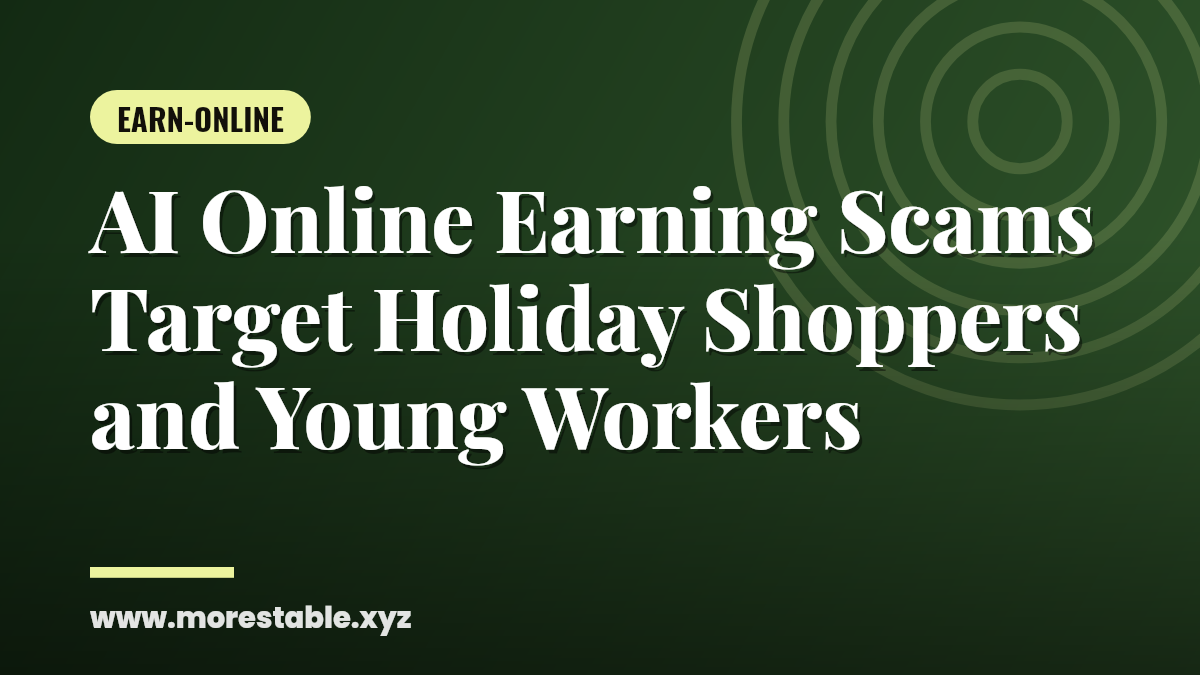 EARN-ONLINE
AI Online Earning Scams
Target Holiday Shoppers
and Young Workers
www.morestable.xyz